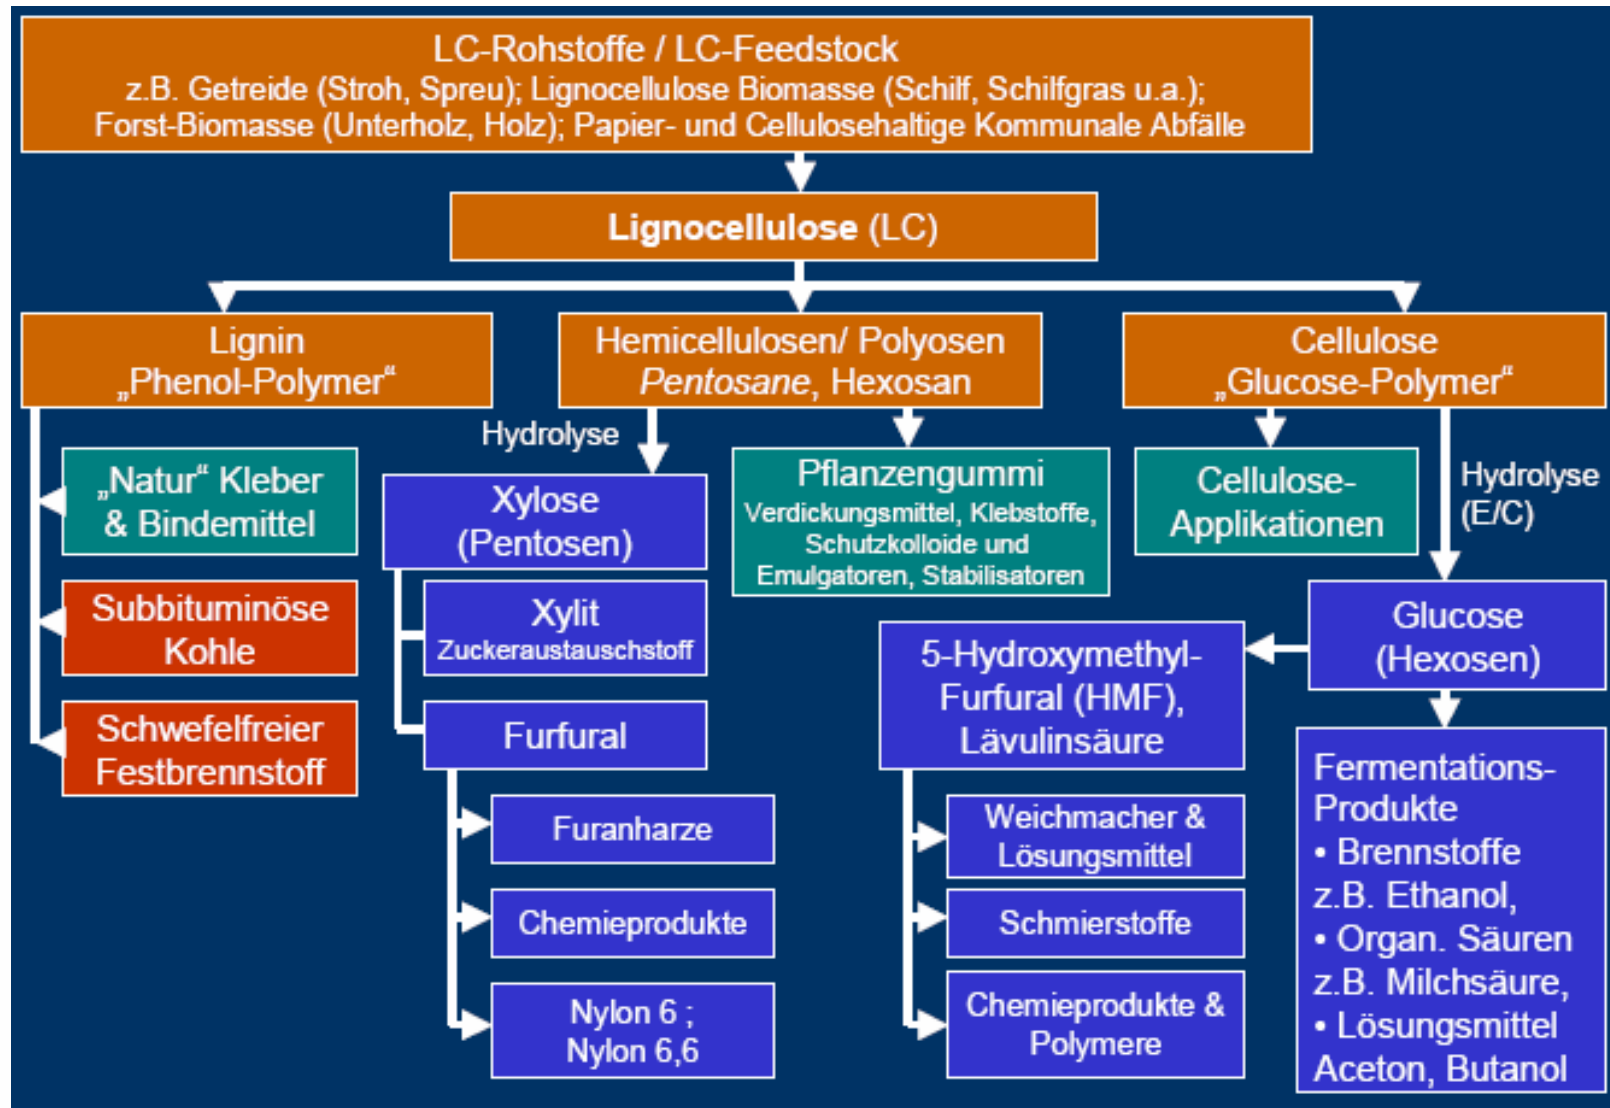 LC-Rohstoffe / LC-Feedstock
z.B. Getreide (Stroh, Spreu); Lignocellulose Biomasse (Schilf, Schilfgras u.a.);
Forst-Biomasse (Unterholz, Holz); Papier- und Cellulosehaltige Kommunale Abfälle
Lignocellulose (LC)
Lignin
„Phenol-Polymer“
Hemicellulosen/ Polyosen
Pentosane, Hexosan
Cellulose
„Glucose-Polymer“
„Natur“ Kleber
& Bindemittel
Subbituminöse
Kohle
Schwefelfreier
Festbrennstoff
Hydrolyse
Xylose
(Pentosen)
Xylit
Zuckeraustauschstoff
Furfural
Furanharze
Chemieprodukte
Nylon 6 ;
Nylon 6,6
Pflanzengummi
Verdickungsmittel, Klebstoffe,
Schutzkolloide und
Emulgatoren, Stabilisatoren
Cellulose-
Applikationen
Hydrolyse
(E/C)
Glucose
(Hexosen)
5-Hydroxymethyl-
Furfural (HMF),
Lävulinsäure
Weichmacher &
Lösungsmittel
Schmierstoffe
Chemieprodukte &
Polymere
Fermentations-
Produkte
• Brennstoffe
z.B. Ethanol,
• Organ. Säuren
z.B. Milchsäure,
• Lösungsmittel
Aceton, Butanol